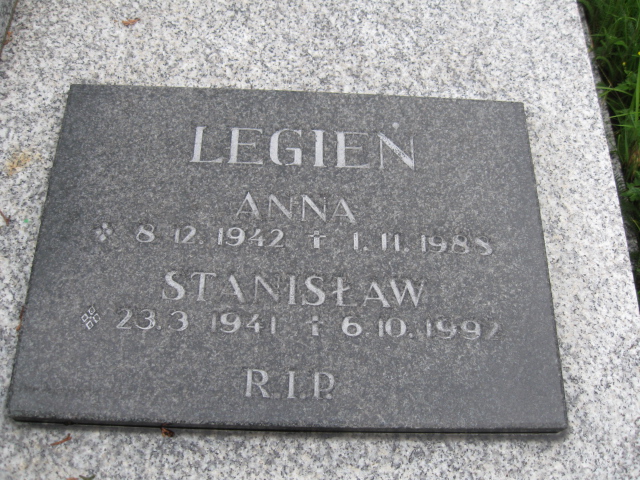 LEGIEŃ
ANNA
8.12.1942 ✝ 1.11.1988
STANISŁAW
23.3.1941 ✝ 6.10.1992
R.I.P.